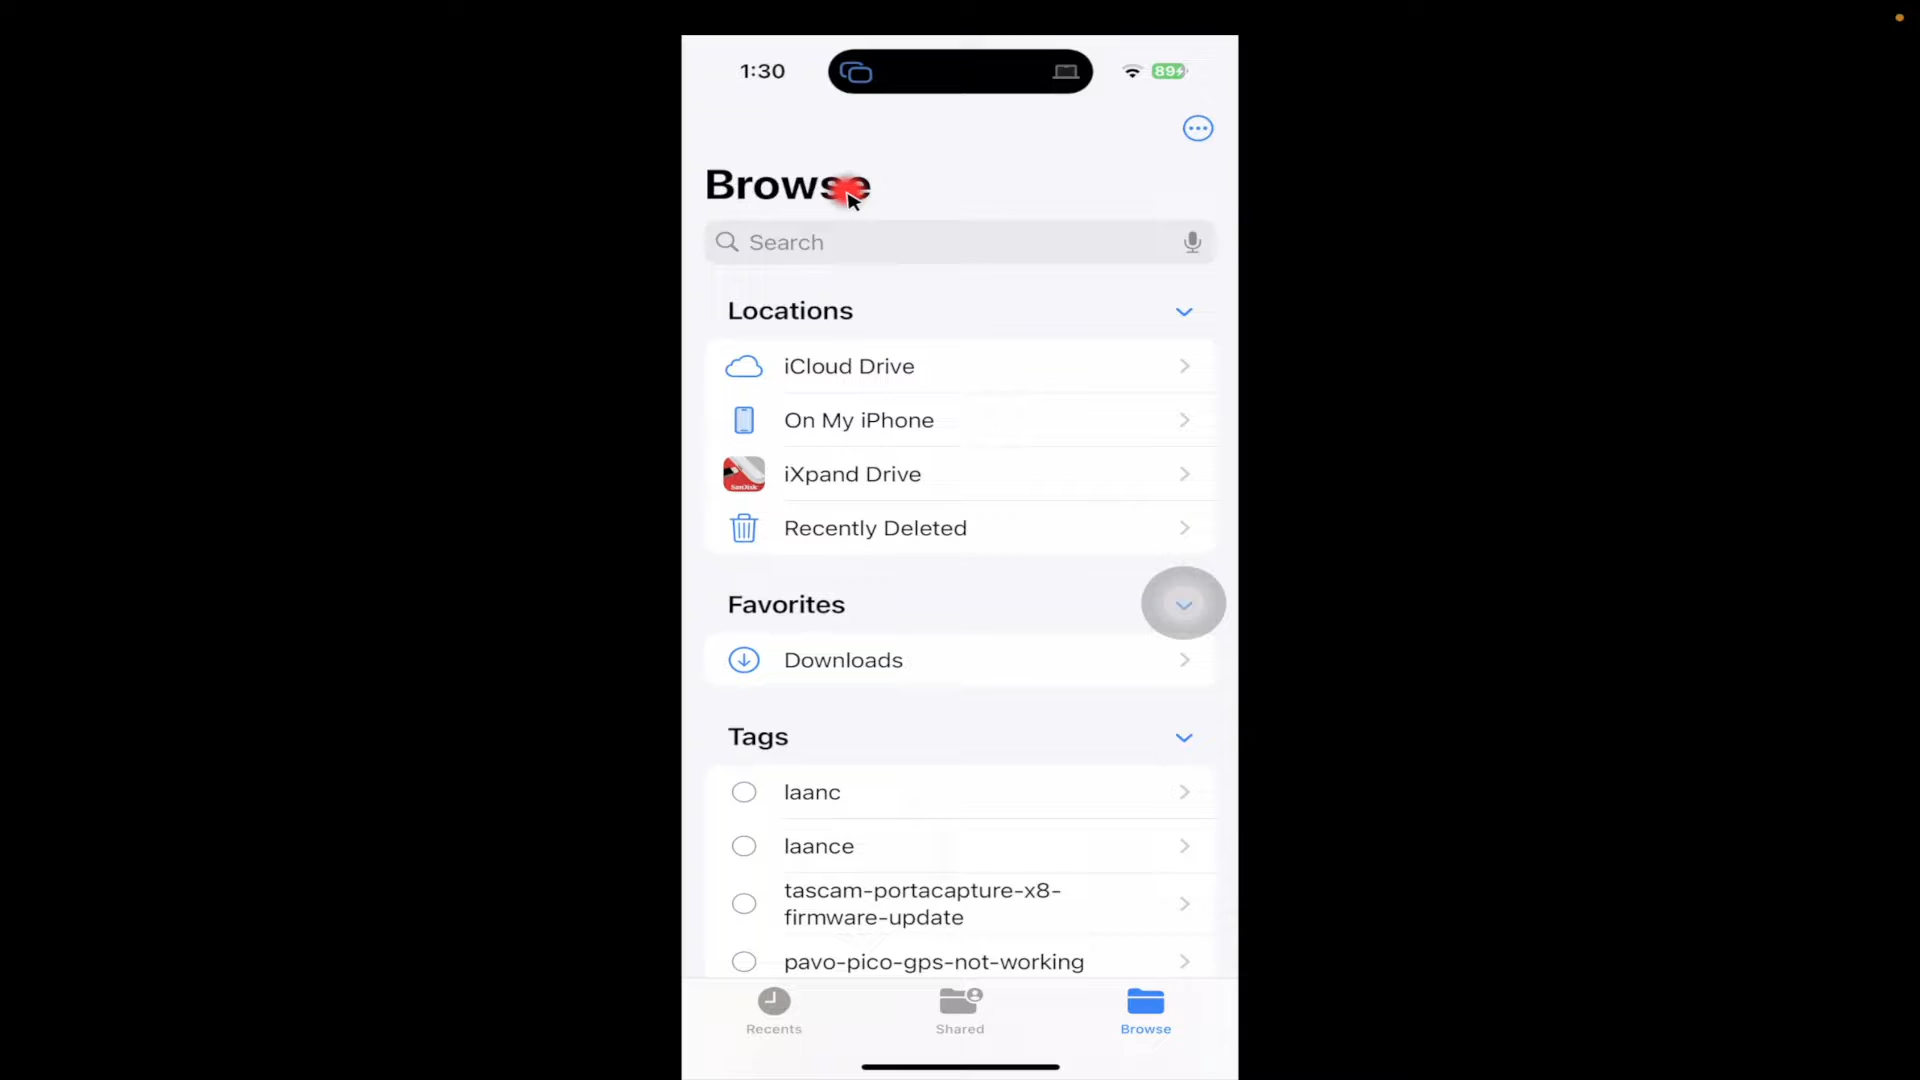 1:30
89
Browse
Search
Locations
iCloud Drive
On My iPhone
SanDisk
iXpand Drive
Recently Deleted
Favorites
Downloads
Tags
laanc
laance
tascam-portacapture-x8-
firmware-update
pavo-pico-gps-not-working
Recents
Shared
Browse